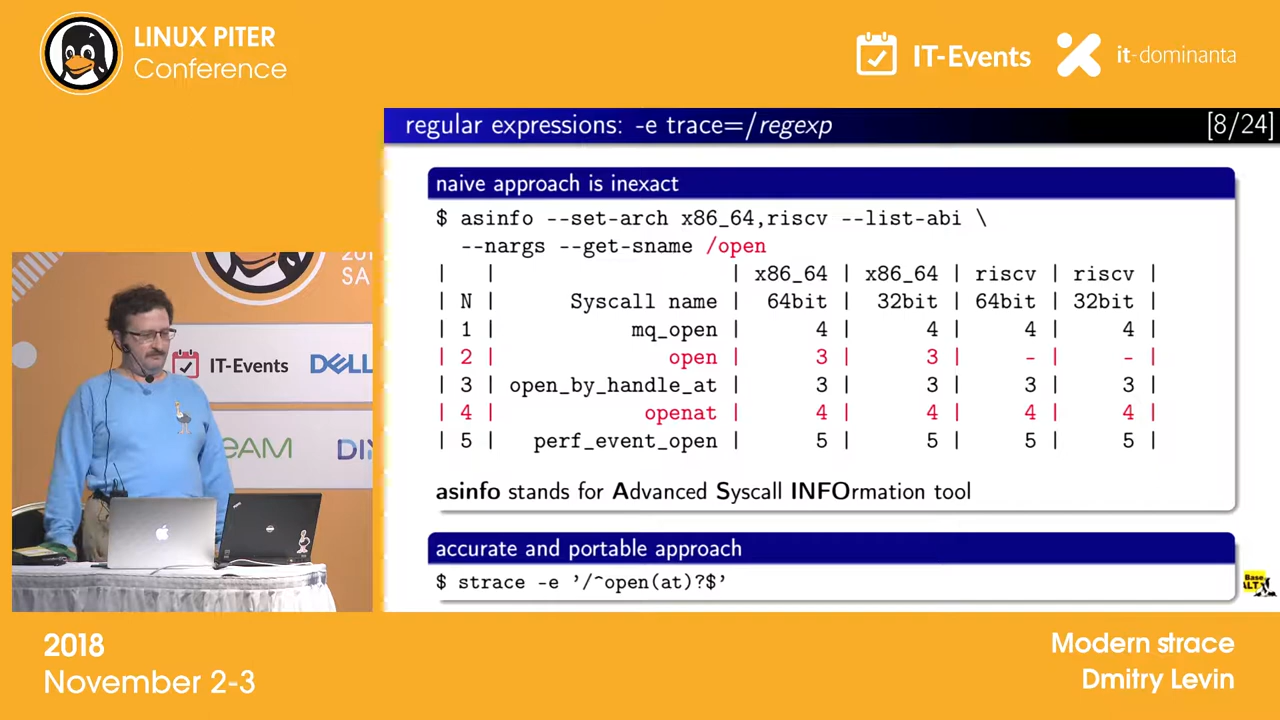 LINUX PITER
Conference
IT-Events
it-dominanta
regular expressions: -e trace=/regexp
[8/24]
naive approach is inexact
$ asinfo --set-arch x86_64,riscv --list-abi \
--nargs --get-sname /open
| | | x86_64 | x86_64 | riscv | riscv |
| N | Syscall name | 64bit | 32bit | 64bit | 32bit |
| 1 | mq_open | 4 | 4 | 4 | 4 |
| 2 | open | 3 | 3 | - | - |
| 3 | open_by_handle_at | 3 | 3 | 3 | 3 |
| 4 | openat | 4 | 4 | 4 | 4 |
| 5 | perf_event_open | 5 | 5 | 5 | 5 |
asinfo stands for Advanced Syscall INFOrmation tool
accurate and portable approach
$ strace -e '/^open(at)?$'
Base
ALT
SA
IT-Events
DELL
EAM
2018
November 2-3
Modern strace
Dmitry Levin